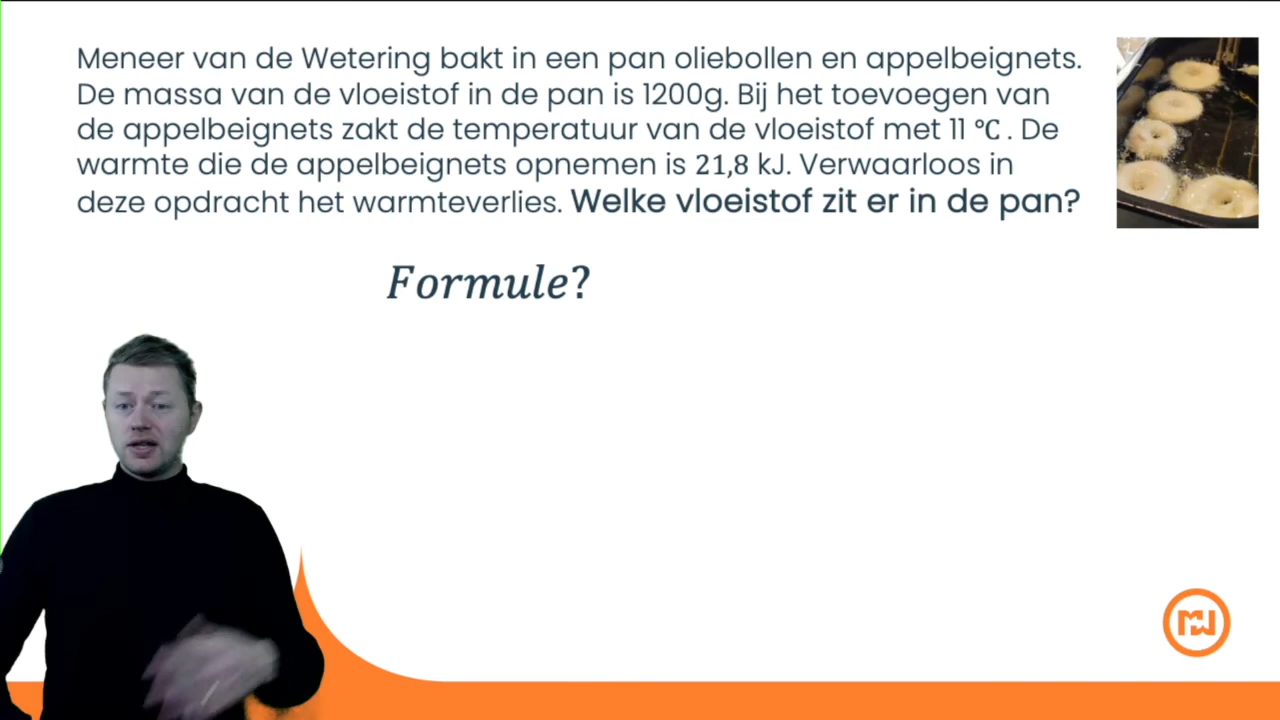 Meneer van de Wetering bakt in een pan oliebollen en appelbeignets.
De massa van de vloeistof in de pan is 1200g. Bij het toevoegen van
de appelbeignets zakt de temperatuur van de vloeistof met 11 °C . De
warmte die de appelbeignets opnemen is 21,8 kJ. Verwaarloos in
deze opdracht het warmteverlies. Welke vloeistof zit er in de pan?
Formule?